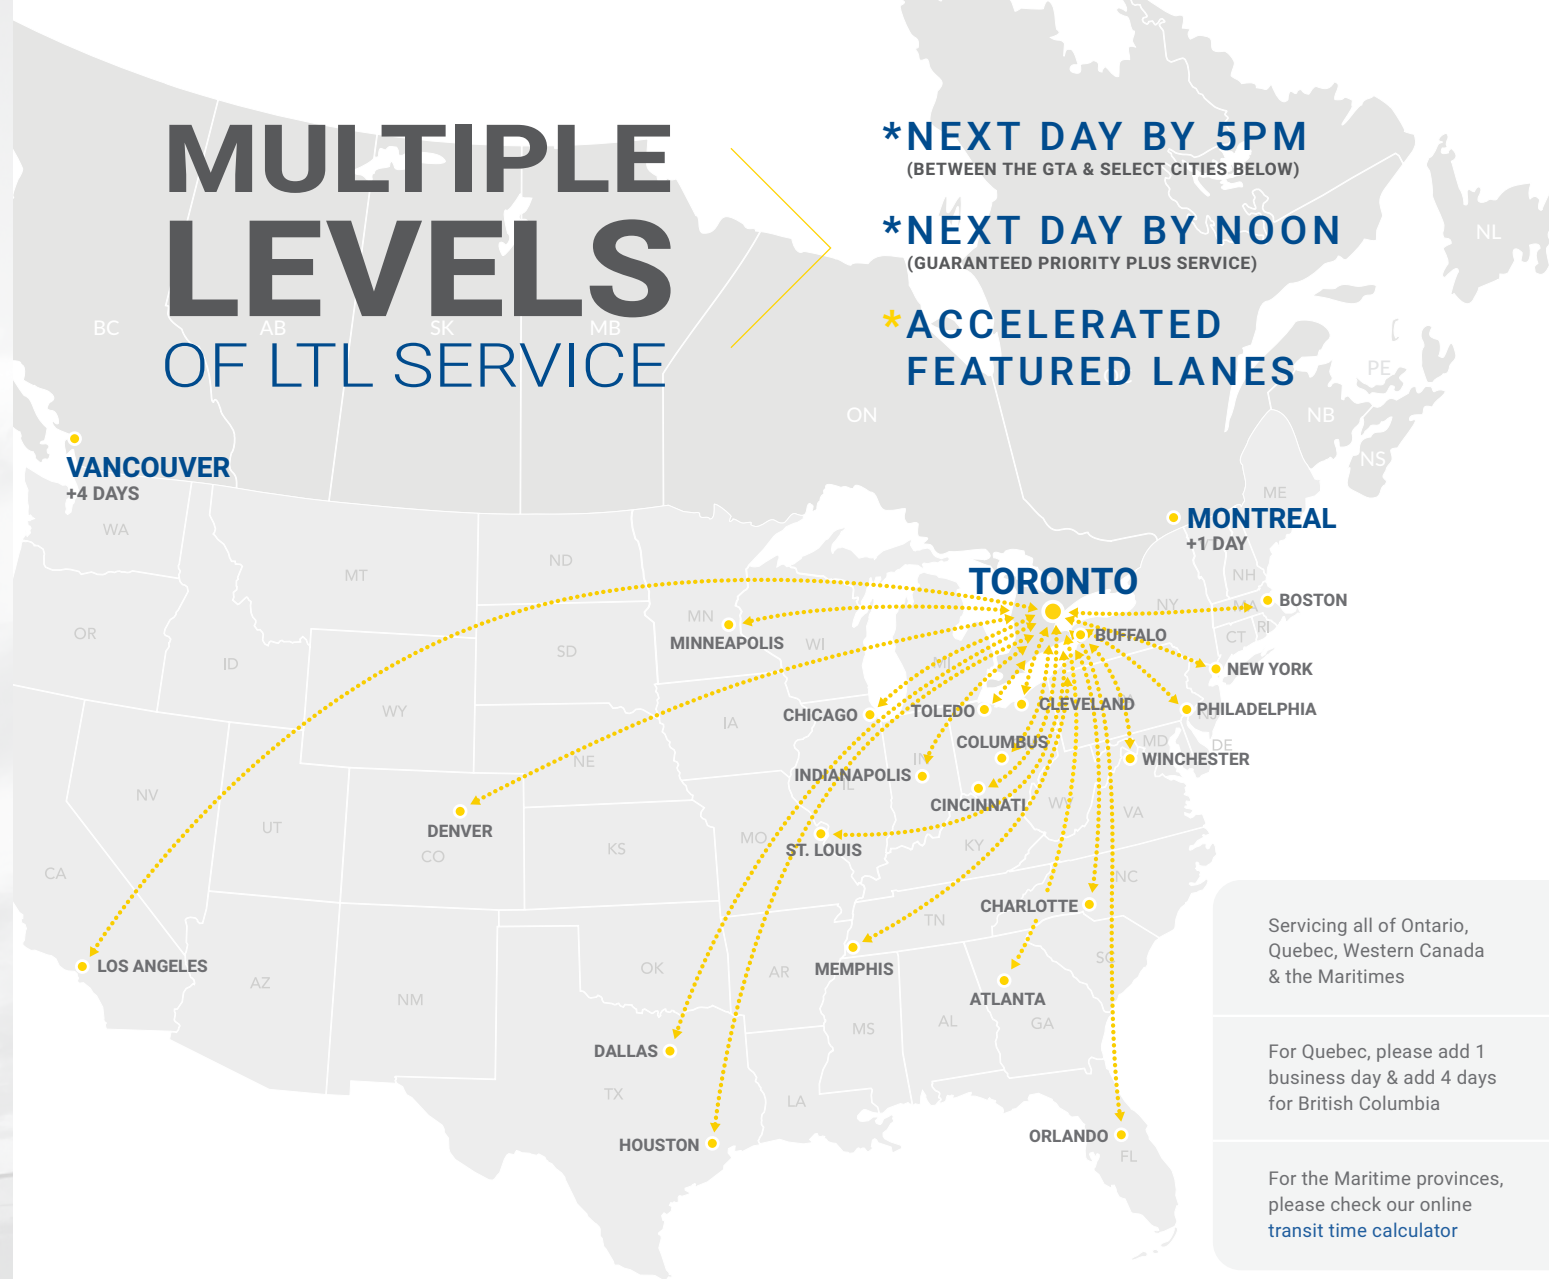 MULTIPLE
LEVELS
OF LTL SERVICE
*NEXT DAY BY 5PM
(BETWEEN THE GTA & SELECT CITIES BELOW)
*NEXT DAY BY NOON
(GUARANTEED PRIORITY PLUS SERVICE)
*ACCELERATED
FEATURED LANES
BC
AB
SK
MB
ON
NL
PE
NB
NS
VANCOUVER
+4 DAYS
MONTREAL
+1 DAY
TORONTO
WA
MT
ND
ME
NH
OR
ID
SD
MN
MINNEAPOLIS
WI
MI
NY
MA
BOSTON
CT
RI
BUFFALO
NEW YORK
WY
IA
CHICAGO
TOLEDO
CLEVELAND
PA
PHILADELPHIA
NJ
COLUMBUS
MD
DE
WINCHESTER
NE
IN
INDIANAPOLIS
IL
CINCINNATI
WV
VA
NV
UT
DENVER
CO
KS
MO
ST. LOUIS
KY
CA
NC
CHARLOTTE
TN
LOS ANGELES
AZ
NM
OK
AR
MEMPHIS
SC
ATLANTA
MS
AL
GA
DALLAS
TX
LA
HOUSTON
ORLANDO
FL
Servicing all of Ontario,
Quebec, Western Canada
& the Maritimes
For Quebec, please add 1
business day & add 4 days
for British Columbia
For the Maritime provinces,
please check our online
transit time calculator